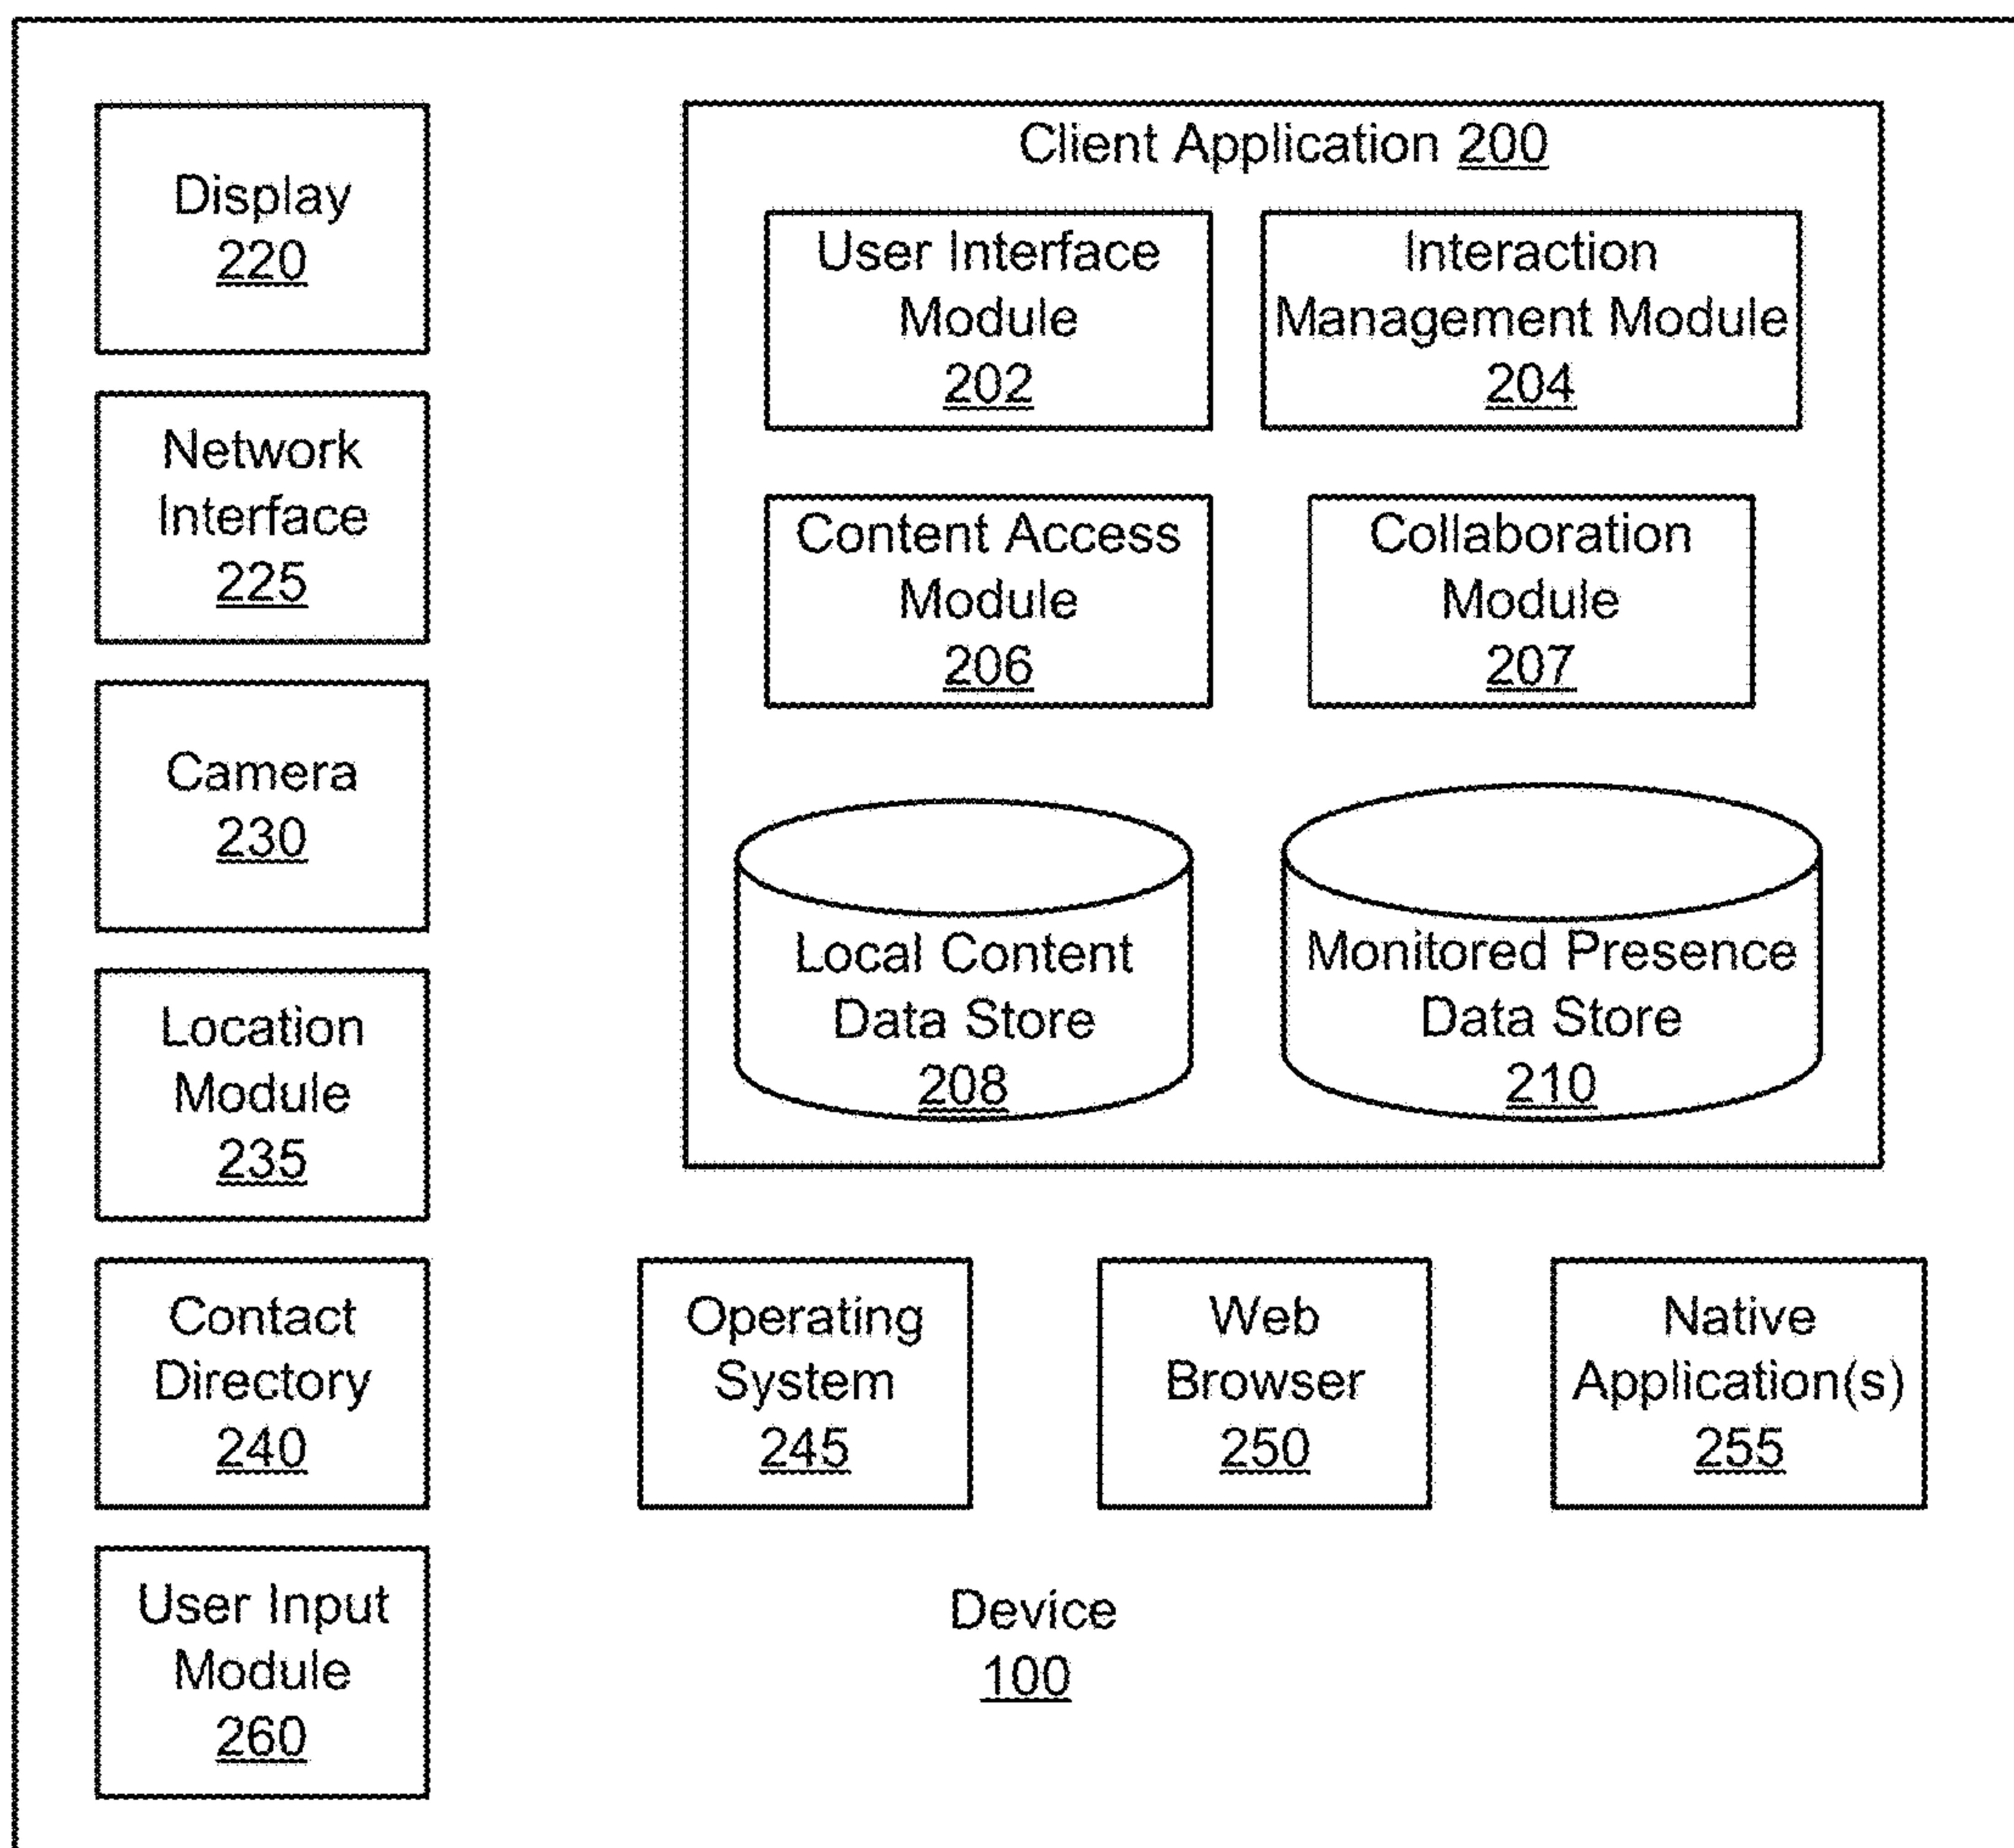 Display
220
Network
Interface
225
Camera
230
Location
Module
235
Contact
Directory
240
User Input
Module
260
Client Application 200
User Interface
Module
202
Interaction
Management Module
204
Content Access
Module
206
Collaboration
Module
207
Local Content
Data Store
208
Monitored Presence
Data Store
210
Operating
System
245
Web
Browser
250
Native
Application(s)
255
Device
100